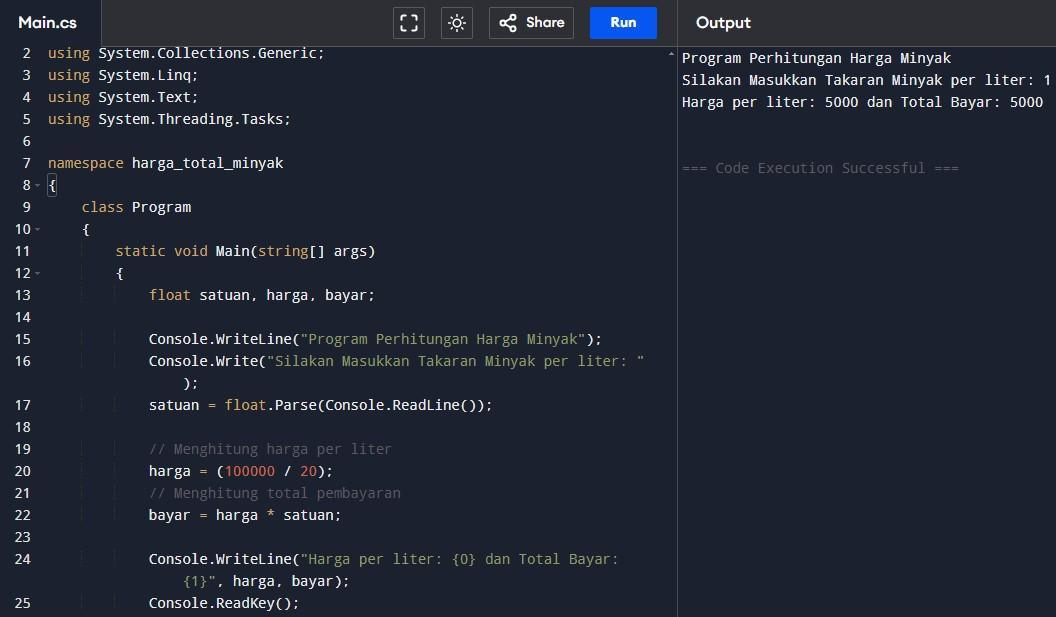 Main.cs
Share
Run
Output
2 using System.Collections.Generic;
3 using System.Linq;
4 using System.Text;
5 using System.Threading.Tasks;
6
7 namespace harga_total_minyak
8 {
9 class Program
10 {
11 static void Main(string[] args)
12 {
13 float satuan, harga, bayar;
14
15 Console.WriteLine("Program Perhitungan Harga Minyak");
16 Console.Write("Silakan Masukkan Takaran Minyak per liter: "
);
17 satuan = float.Parse(Console.ReadLine());
18
19 // Menghitung harga per liter
20 harga = (100000 / 20);
21 // Menghitung total pembayaran
22 bayar = harga * satuan;
23
24 Console.WriteLine("Harga per liter: {0} dan Total Bayar:
{1}", harga, bayar);
25 Console.ReadKey();
Program Perhitungan Harga Minyak
Silakan Masukkan Takaran Minyak per liter: 1
Harga per liter: 5000 dan Total Bayar: 5000
=== Code Execution Successful ===